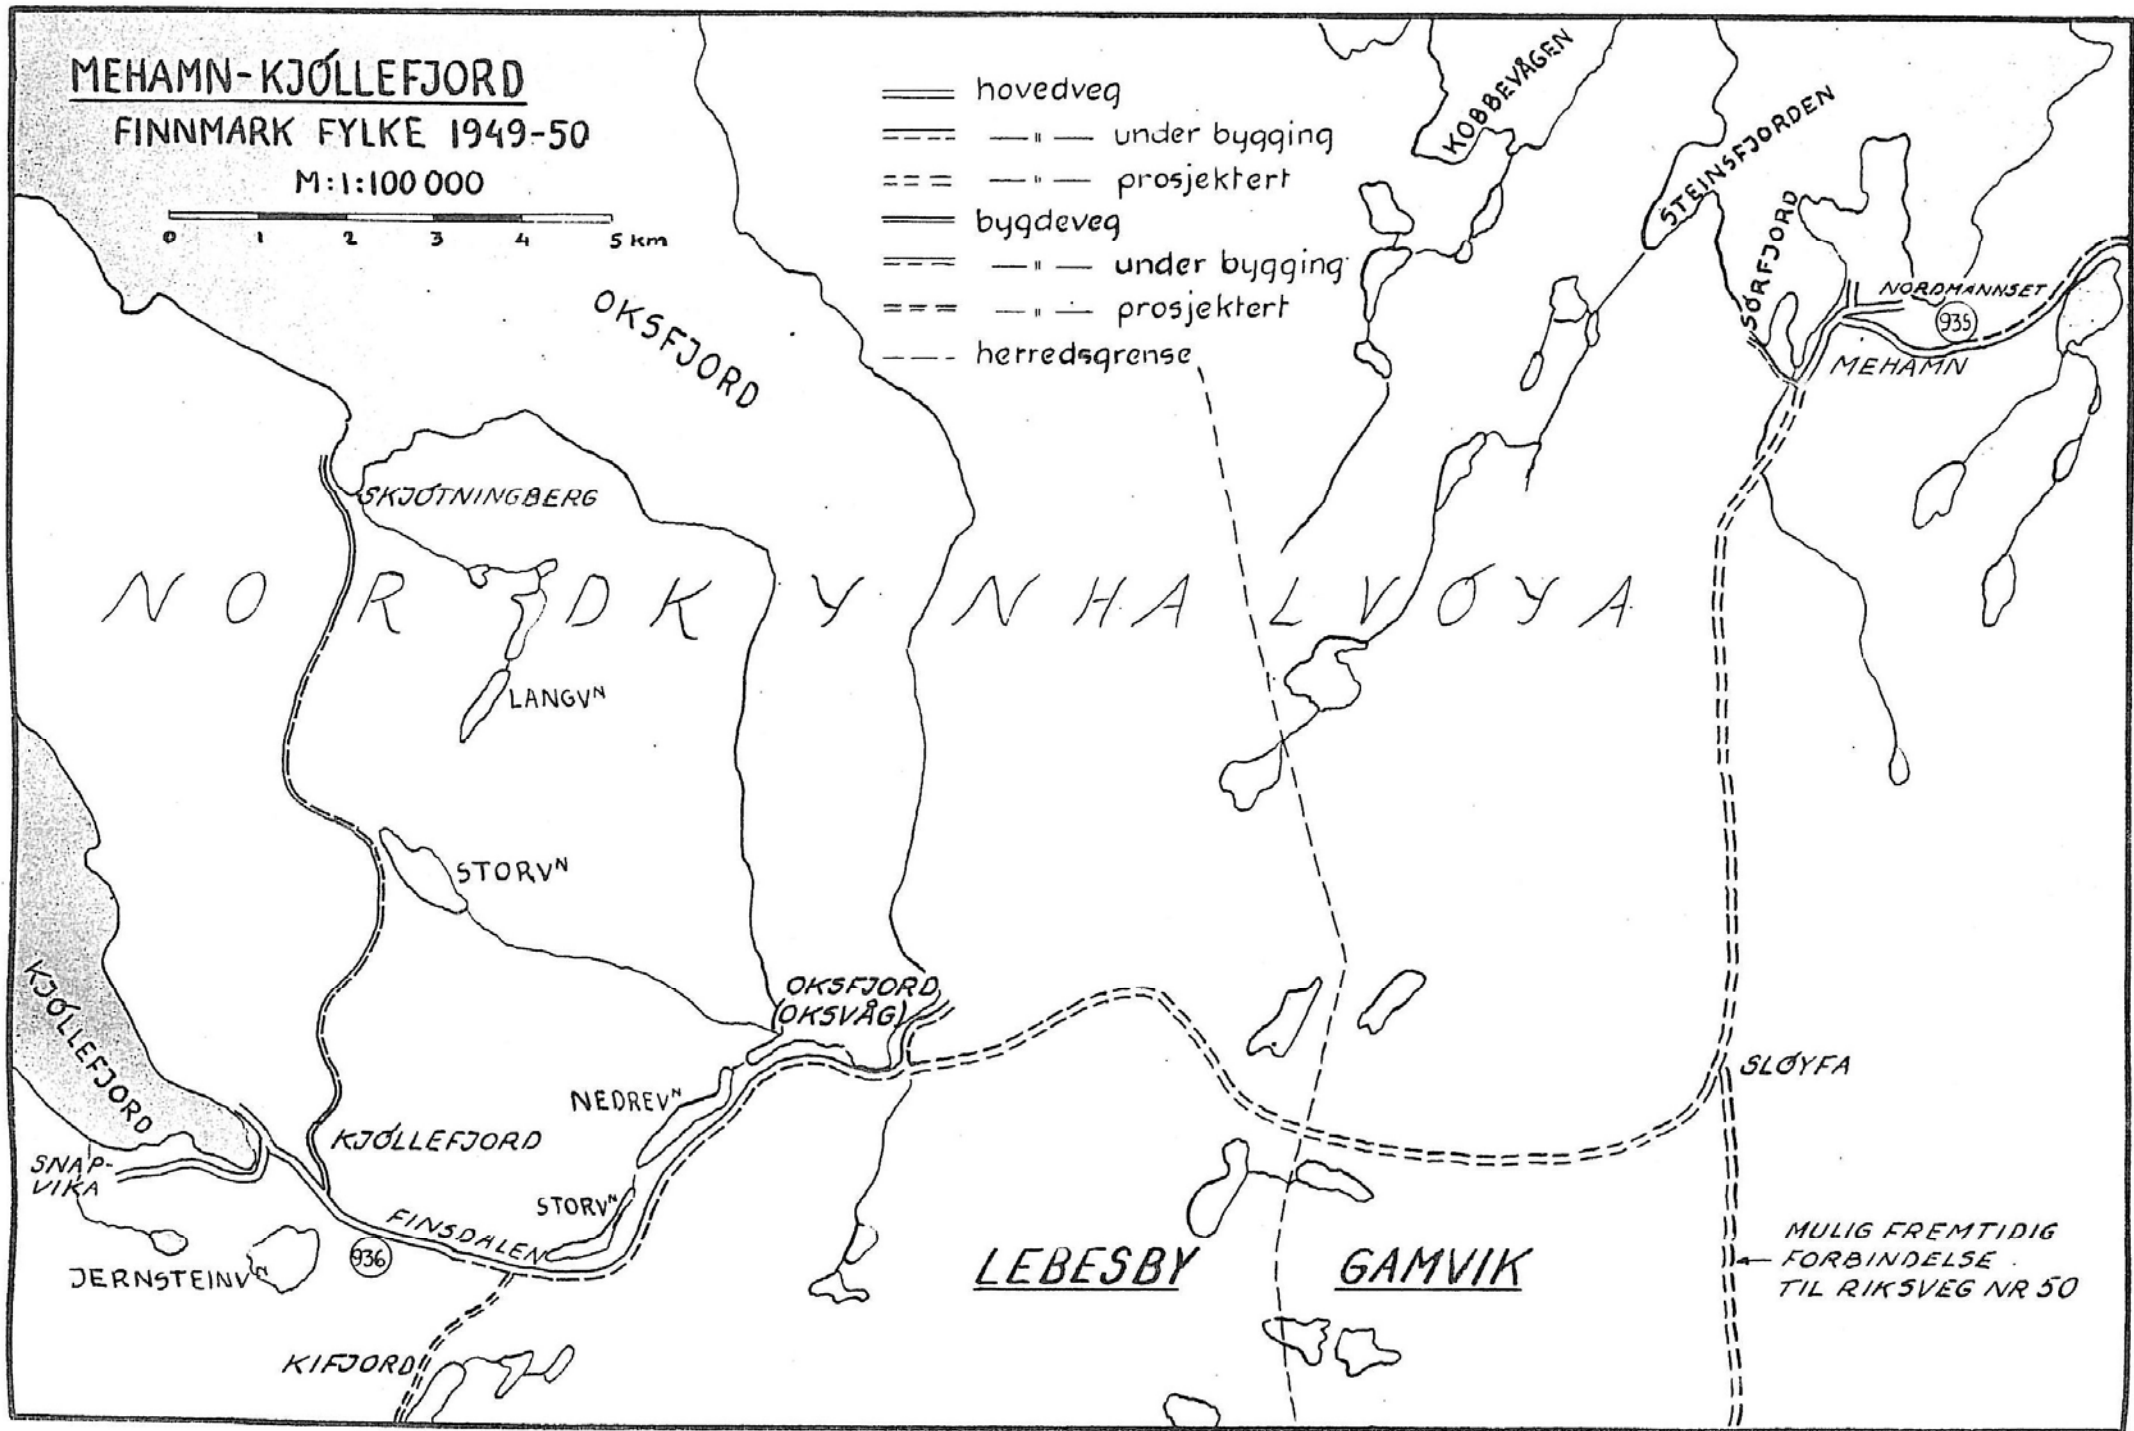 MEHAMN-KJØLLEFJORD
FINNMARK FYLKE 1949-50
M:1:100 000
0 1 2 3 4 5 km
hovedveg
— " — under bygging
— " — prosjektert
bygdeveg
— " — under bygging
— " — prosjektert
herredsgrense
KOBBEVÅGEN
STEINSFJORDEN
SØRFJORD
NORDMANNSET
935
MEHAMN
OKSFJORD
SKJØTNINGBERG
NORDKYNHALVØYA
LANGVN
STORVN
KJØLLEFJORD
OKSFJORD
(OKSVÅG)
SLØYFA
NEDREVN
KJØLLEFJORD
SNAP-
VIKA
STORVN
FINSDALEN
936
JERNSTEINVN
LEBESBY
GAMVIK
MULIG FREMTIDIG
FORBINDELSE
TIL RIKSVEG NR 50
KIFJORD